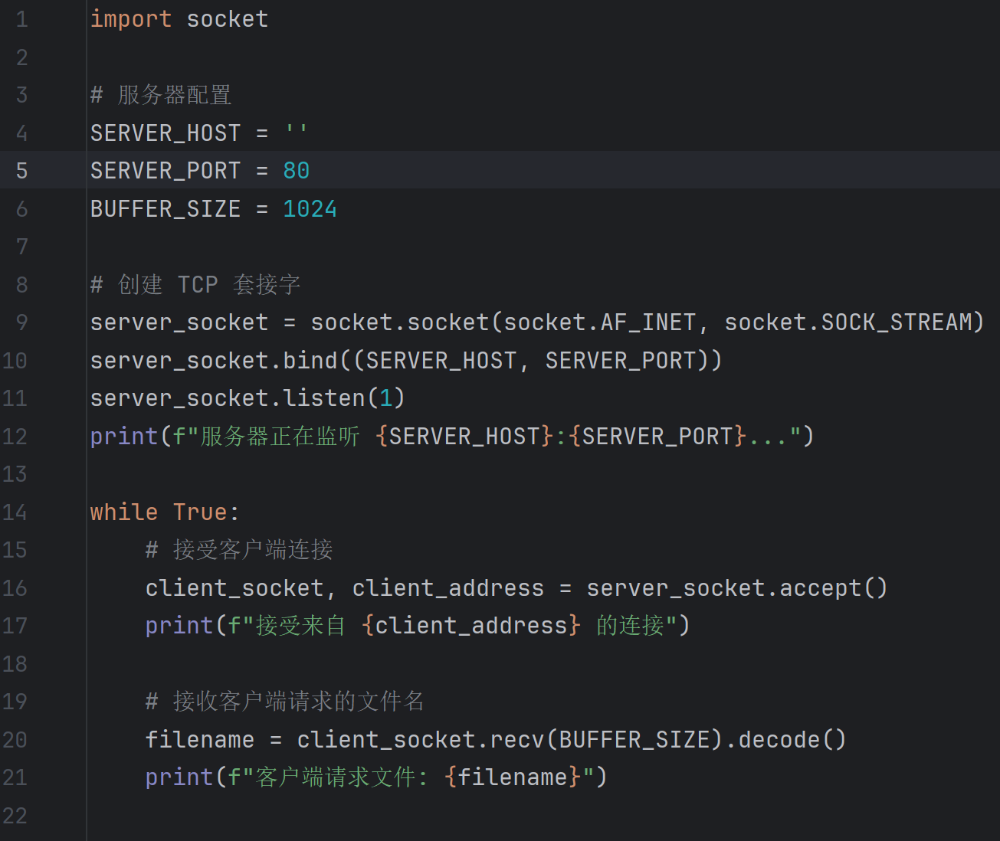 1 import socket
2
3 # 服务器配置
4 SERVER_HOST = ''
5 SERVER_PORT = 80
6 BUFFER_SIZE = 1024
7
8 # 创建 TCP 套接字
9 server_socket = socket.socket(socket.AF_INET, socket.SOCK_STREAM)
10 server_socket.bind((SERVER_HOST, SERVER_PORT))
11 server_socket.listen(1)
12 print(f"服务器正在监听 {SERVER_HOST}:{SERVER_PORT}...")
13
14 while True:
15     # 接受客户端连接
16     client_socket, client_address = server_socket.accept()
17     print(f"接受来自 {client_address} 的连接")
18
19     # 接收客户端请求的文件名
20     filename = client_socket.recv(BUFFER_SIZE).decode()
21     print(f"客户端请求文件: {filename}")
22